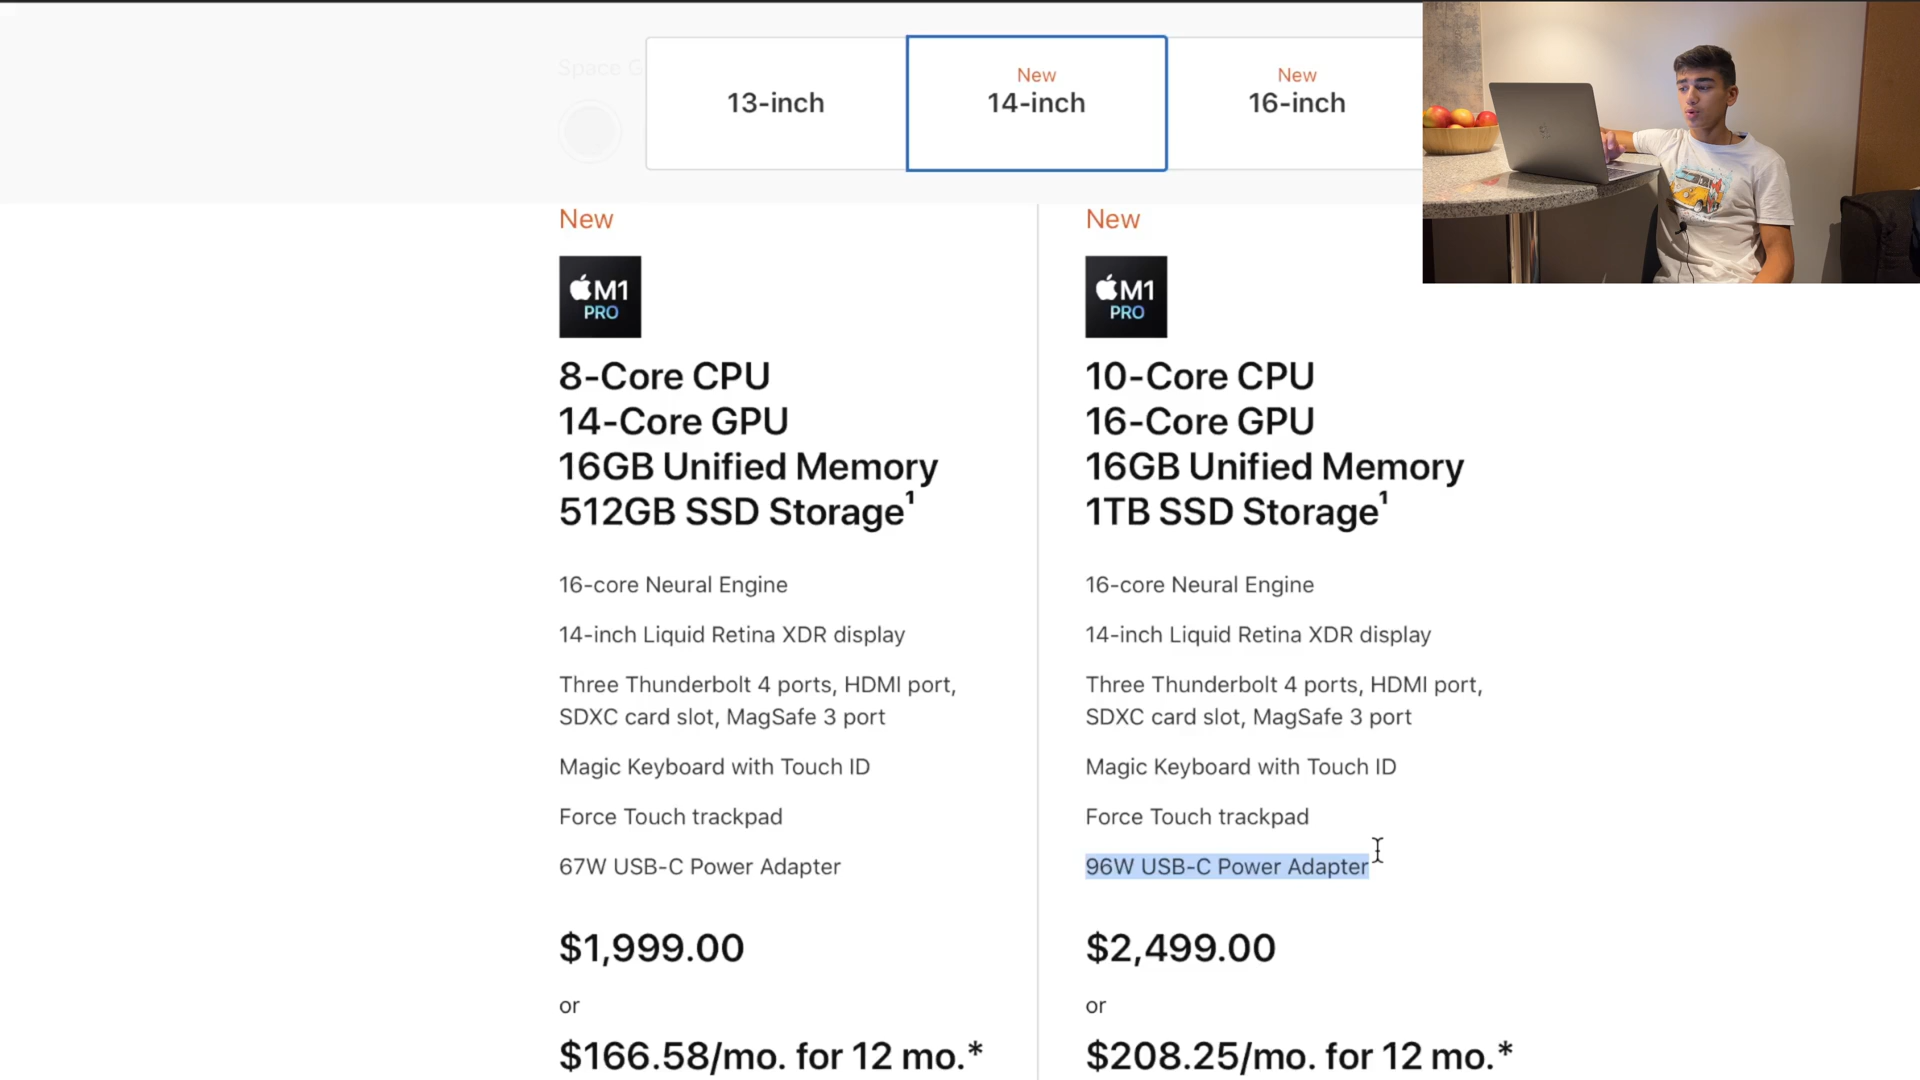 Space G
13-inch
New
14-inch
New
16-inch
New
M1
PRO
8-Core CPU
14-Core GPU
16GB Unified Memory
512GB SSD Storage¹
16-core Neural Engine
14-inch Liquid Retina XDR display
Three Thunderbolt 4 ports, HDMI port,
SDXC card slot, MagSafe 3 port
Magic Keyboard with Touch ID
Force Touch trackpad
67W USB-C Power Adapter
$1,999.00
or
$166.58/mo. for 12 mo.*
New
M1
PRO
10-Core CPU
16-Core GPU
16GB Unified Memory
1TB SSD Storage¹
16-core Neural Engine
14-inch Liquid Retina XDR display
Three Thunderbolt 4 ports, HDMI port,
SDXC card slot, MagSafe 3 port
Magic Keyboard with Touch ID
Force Touch trackpad
96W USB-C Power Adapter
$2,499.00
or
$208.25/mo. for 12 mo.*